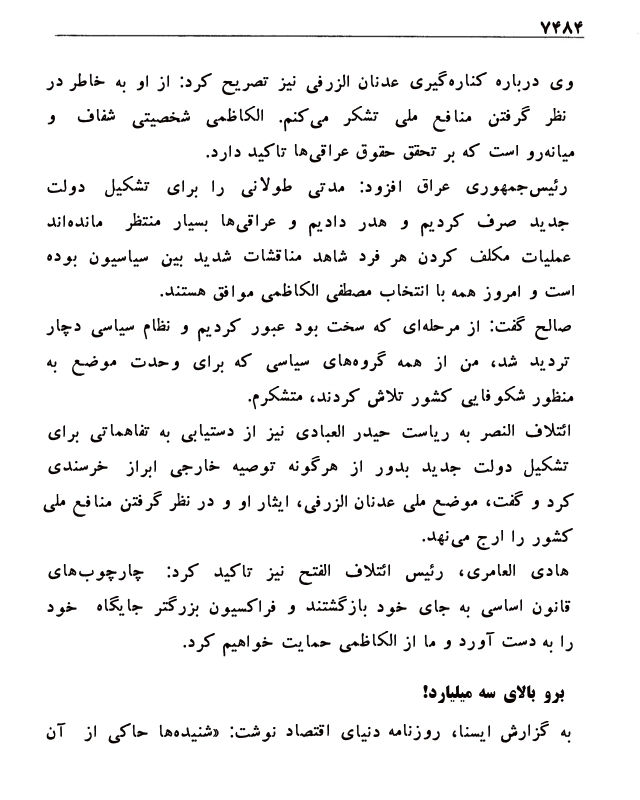 ۷۴۸۴
وی درباره کناره‌گیری عدنان الزرفی نیز تصریح کرد: از او به خاطر در
نظر گرفتن منافع ملی تشکر می‌کنم. الکاظمی شخصیتی شفاف و
میانه‌رو است که بر تحقق حقوق عراقی‌ها تاکید دارد.
رئیس‌جمهوری عراق افزود: مدتی طولانی را برای تشکیل دولت
جدید صرف کردیم و هدر دادیم و عراقی‌ها بسیار منتظر مانده‌اند
عملیات مکلف کردن هر فرد شاهد مناقشات شدید بین سیاسیون بوده
است و امروز همه با انتخاب مصطفی الکاظمی موافق هستند.
صالح گفت: از مرحله‌ای که سخت بود عبور کردیم و نظام سیاسی دچار
تردید شد، من از همه گروه‌های سیاسی که برای وحدت موضع به
منظور شکوفایی کشور تلاش کردند، متشکرم.
ائتلاف النصر به ریاست حیدر العبادی نیز از دستیابی به تفاهماتی برای
تشکیل دولت جدید بدور از هرگونه توصیه خارجی ابراز خرسندی
کرد و گفت، موضع ملی عدنان الزرفی، ایثار او و در نظر گرفتن منافع ملی
کشور را ارج می‌نهد.
هادی العامری، رئیس ائتلاف الفتح نیز تاکید کرد: چارچوب‌های
قانون اساسی به جای خود بازگشتند و فراکسیون بزرگتر جایگاه خود
را به دست آورد و ما از الکاظمی حمایت خواهیم کرد.
برو بالای سه میلیارد!
به گزارش ایسنا، روزنامه دنیای اقتصاد نوشت: «شنیده‌ها حاکی از آن